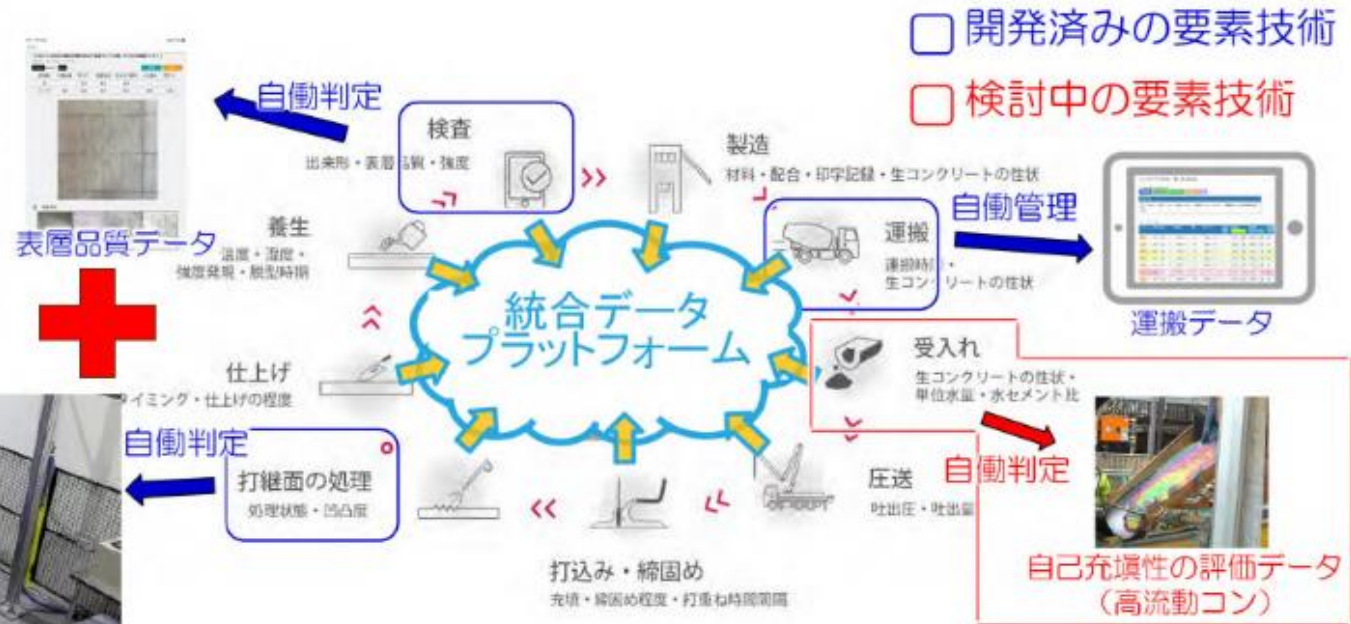 開発済みの要素技術
検討中の要素技術
自働判定
検査
出来形・表層品質・強度
製造
材料・配合・印字記録・生コンクリートの性状
自働管理
運搬
運搬時間・
生コンクリートの性状
運搬データ
表層品質データ
養生
温度・湿度・
強度発現・脱型時期
統合データ
プラットフォーム
受入れ
生コンクリートの性状・
単位水量・水セメント比
仕上げ
イミング・仕上げの程度
自働判定
打継面の処理
処理状態・凹凸度
自働判定
圧送
吐出圧・吐出量
打込み・締固め
充填・締固め程度・打重ね時間間隔
自己充填性の評価データ
（高流動コン）